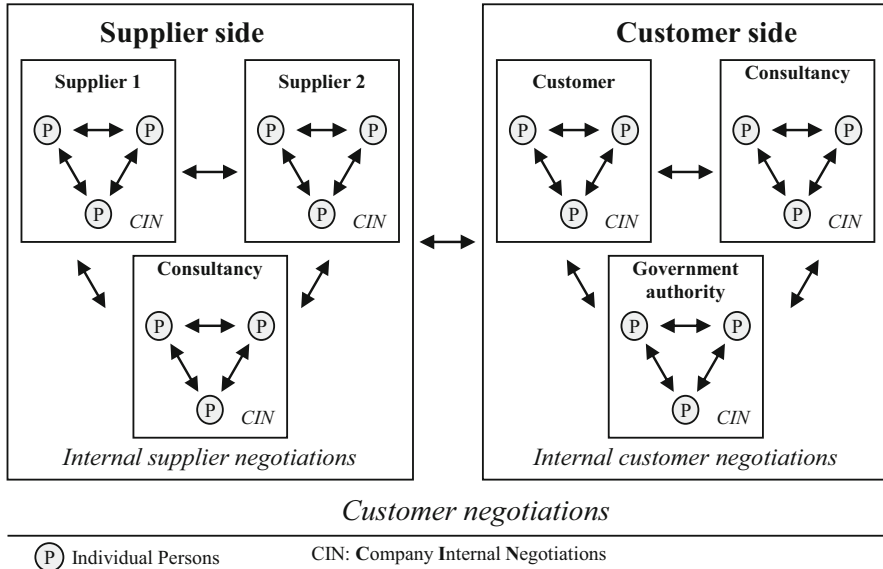 Supplier side
Supplier 1
P P
P
CIN
Supplier 2
P P
P
CIN
Consultancy
P P
P
CIN
Internal supplier negotiations
Customer side
Customer
P P
P
CIN
Consultancy
P P
P
CIN
Government
authority
P P
P
CIN
Internal customer negotiations
Customer negotiations
P Individual Persons
CIN: Company Internal Negotiations